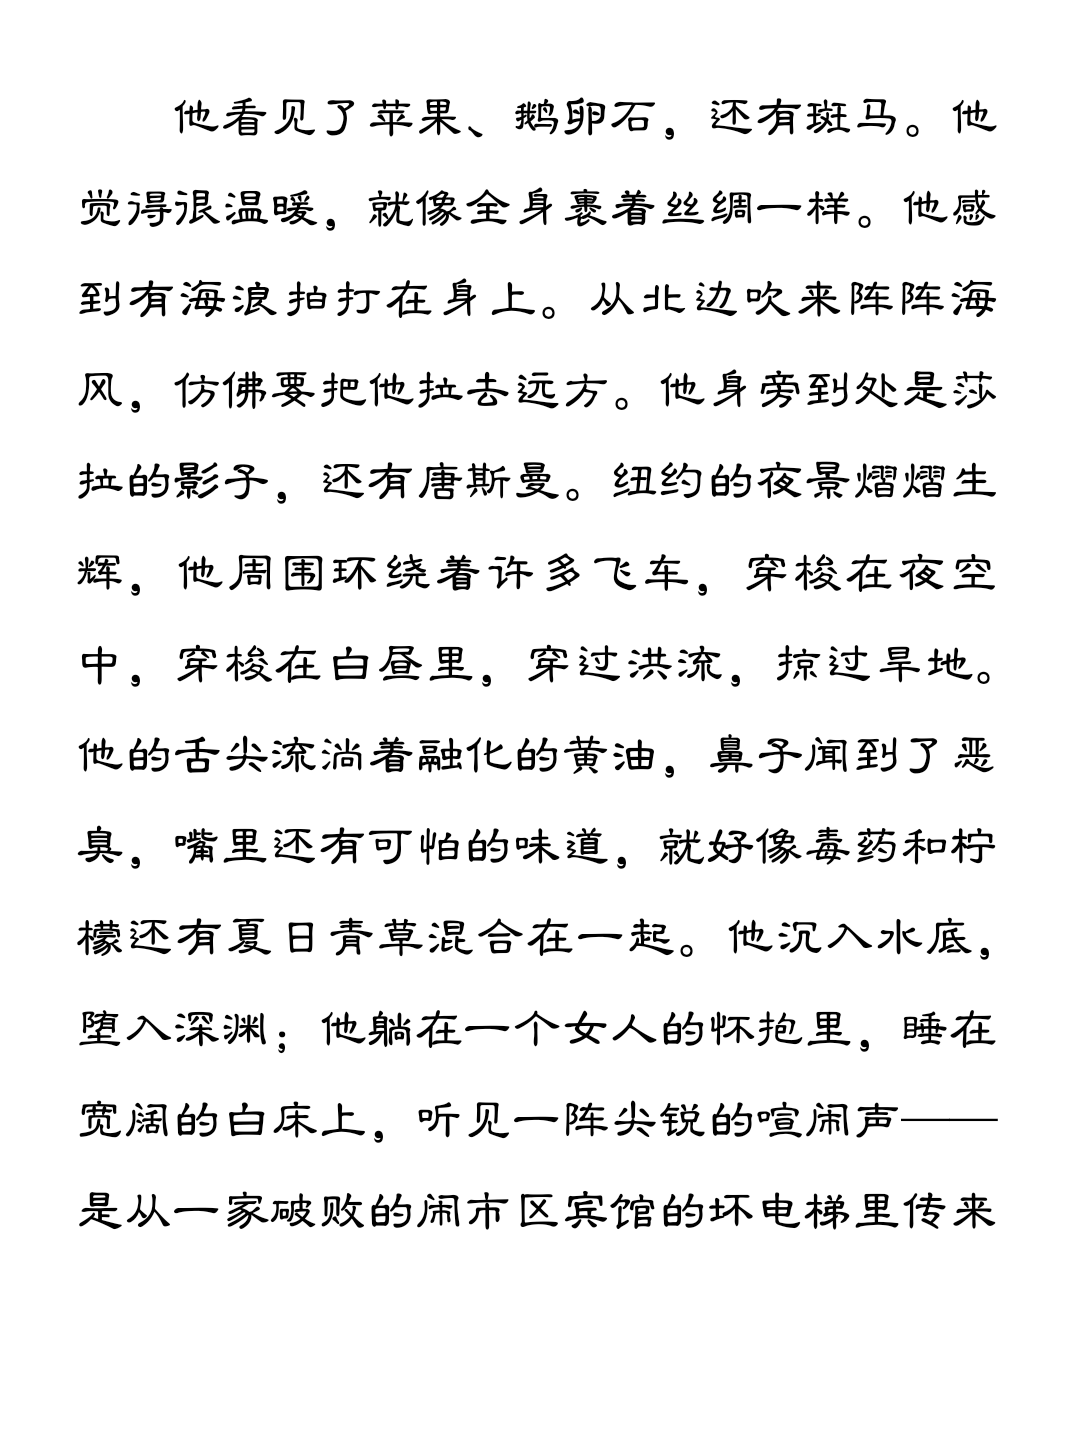 他看见了苹果、鹅卵石，还有斑马。他
觉得很温暖，就像全身裹着丝绸一样。他感
到有海浪拍打在身上。从北边吹来阵阵海
风，仿佛要把他拉去远方。他身旁到处是莎
拉的影子，还有唐斯曼。纽约的夜景熠熠生
辉，他周围环绕着许多飞车，穿梭在夜空
中，穿梭在白昼里，穿过洪流，掠过旱地。
他的舌尖流淌着融化的黄油，鼻子闻到了恶
臭，嘴里还有可怕的味道，就好像毒药和柠
檬还有夏日青草混合在一起。他沉入水底，
堕入深渊；他躺在一个女人的怀抱里，睡在
宽阔的白床上，听见一阵尖锐的喧闹声——
是从一家破败的闹市区宾馆的坏电梯里传来